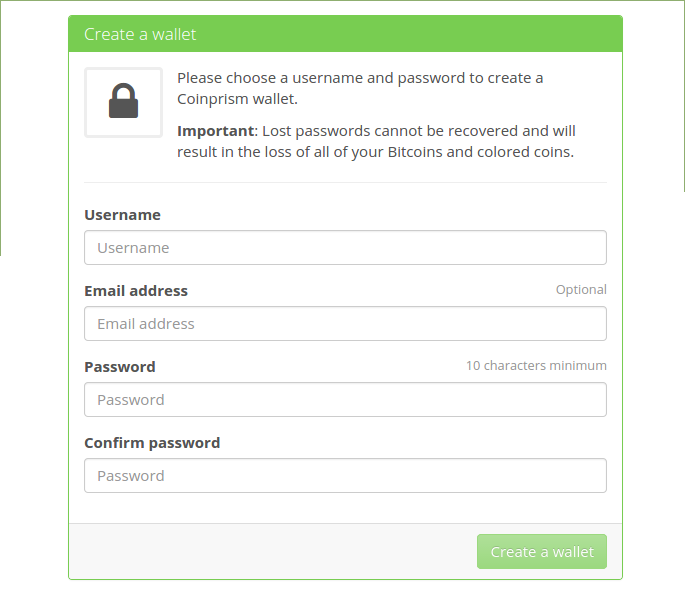 Create a wallet
Please choose a username and password to create a
Coinprism wallet.
Important: Lost passwords cannot be recovered and will
result in the loss of all of your Bitcoins and colored coins.
Username
Username
Email address
Optional
Email address
Password
10 characters minimum
Password
Confirm password
Password
Create a wallet